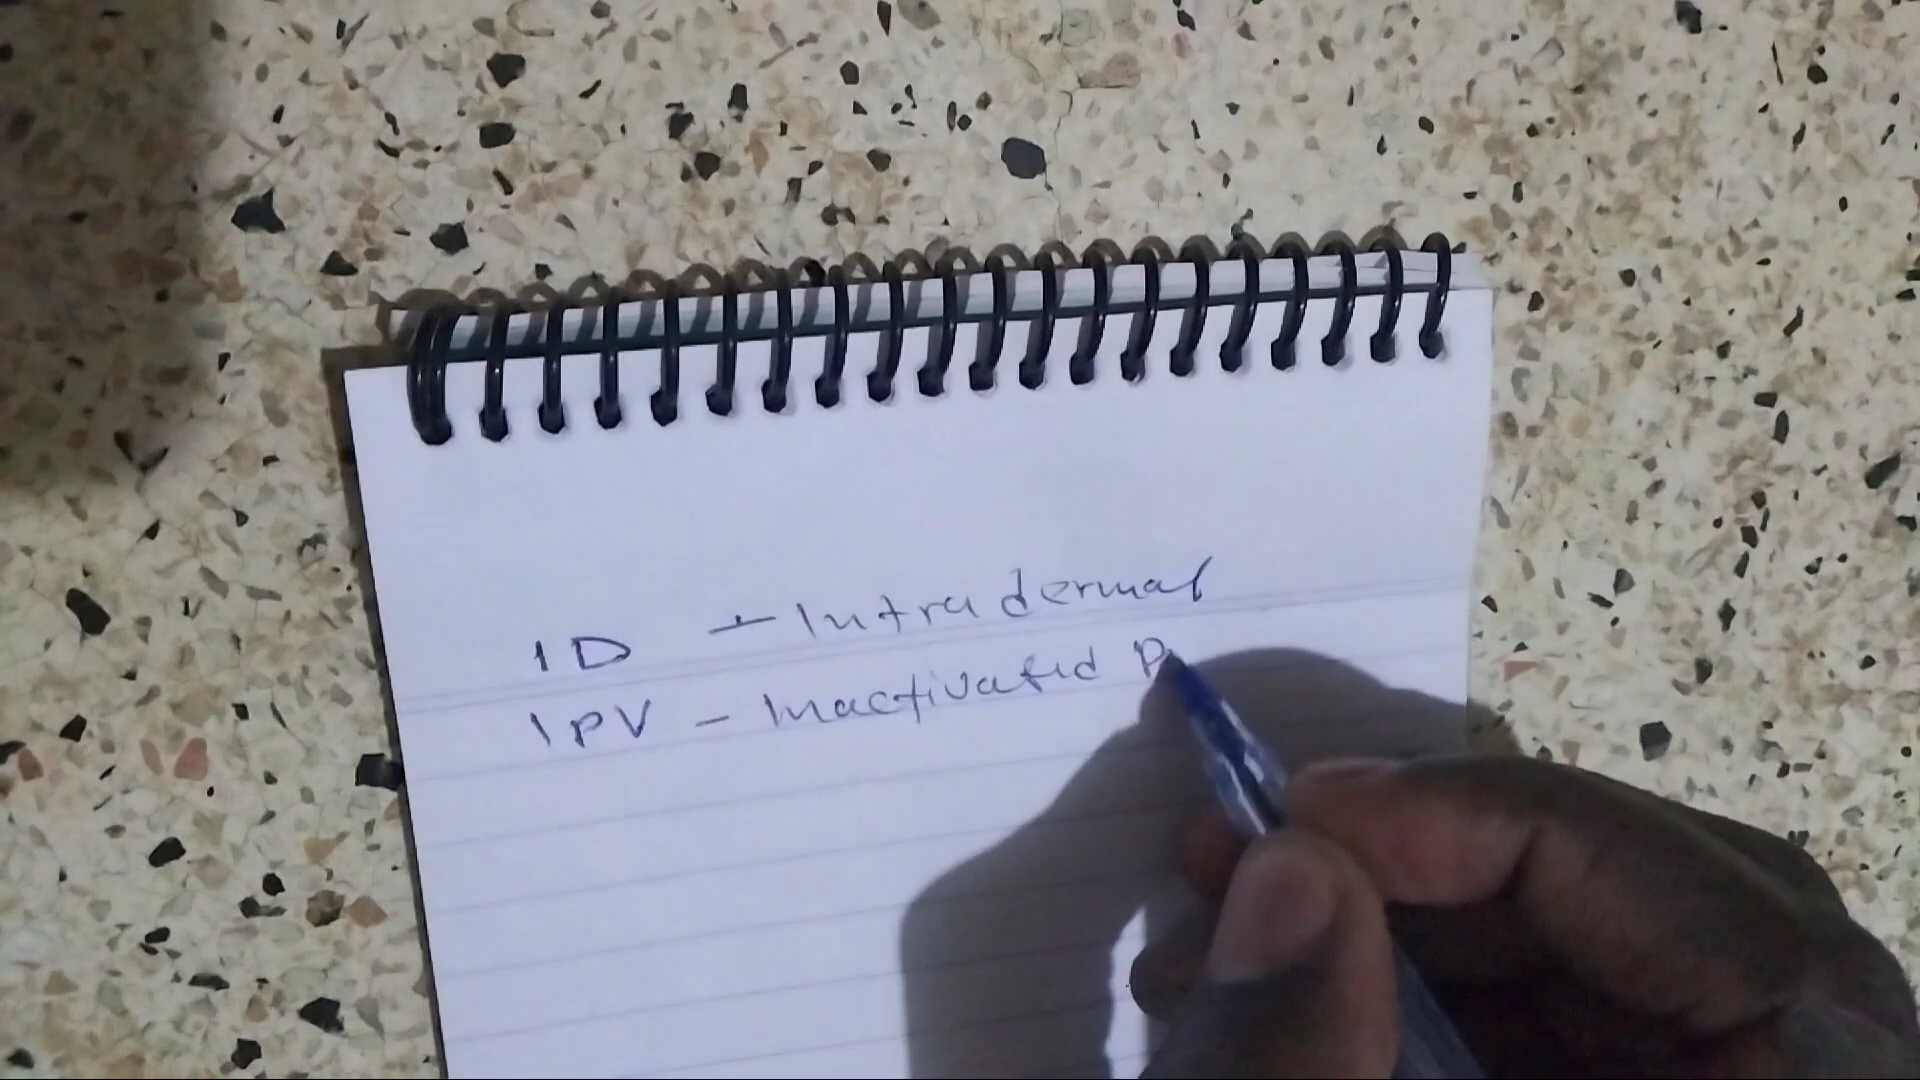 ID - Intradermal
IPV - Inactivated P